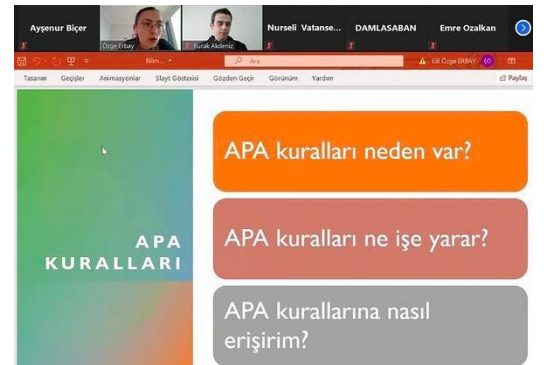 Ayşenur Biçer
Özge Erbay
Burak Akdeniz
Nurseli Vatanse...
DAMLASABAN
Emre Ozalkan
Bilim...
Ara
Elif Özge ERBAY
EÖ
Tasarım Geçişler Animasyonlar Slayt Gösterisi Gözden Geçir Görünüm Yardım
Paylaş
APA
KURALLARI
APA kuralları neden var?
APA kuralları ne işe yarar?
APA kurallarına nasıl
erişirim?